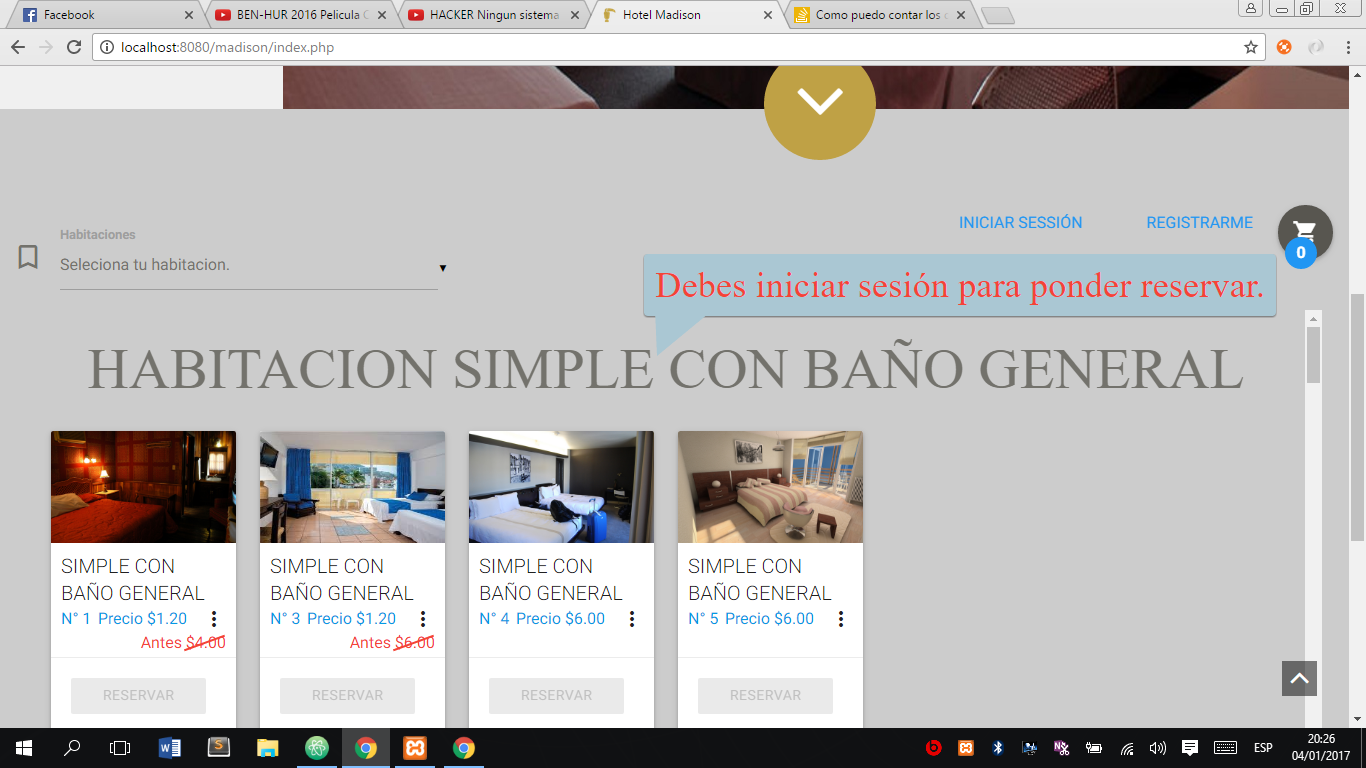 Facebook
BEN-HUR 2016 Pelicula
HACKER Ningun sistema
Hotel Madison
Como puedo contar los
localhost:8080/madison/index.php
INICIAR SESSIÓN
REGISTRARME
0
Habitaciones
Selecciona tu habitacion.
Debes iniciar sesión para ponder reservar.
HABITACION SIMPLE CON BAÑO GENERAL
SIMPLE CON
BAÑO GENERAL
N° 1 Precio $1.20
Antes $4.00
RESERVAR
SIMPLE CON
BAÑO GENERAL
N° 3 Precio $1.20
Antes $6.00
RESERVAR
SIMPLE CON
BAÑO GENERAL
N° 4 Precio $6.00
RESERVAR
SIMPLE CON
BAÑO GENERAL
N° 5 Precio $6.00
RESERVAR
ESP
20:26
04/01/2017